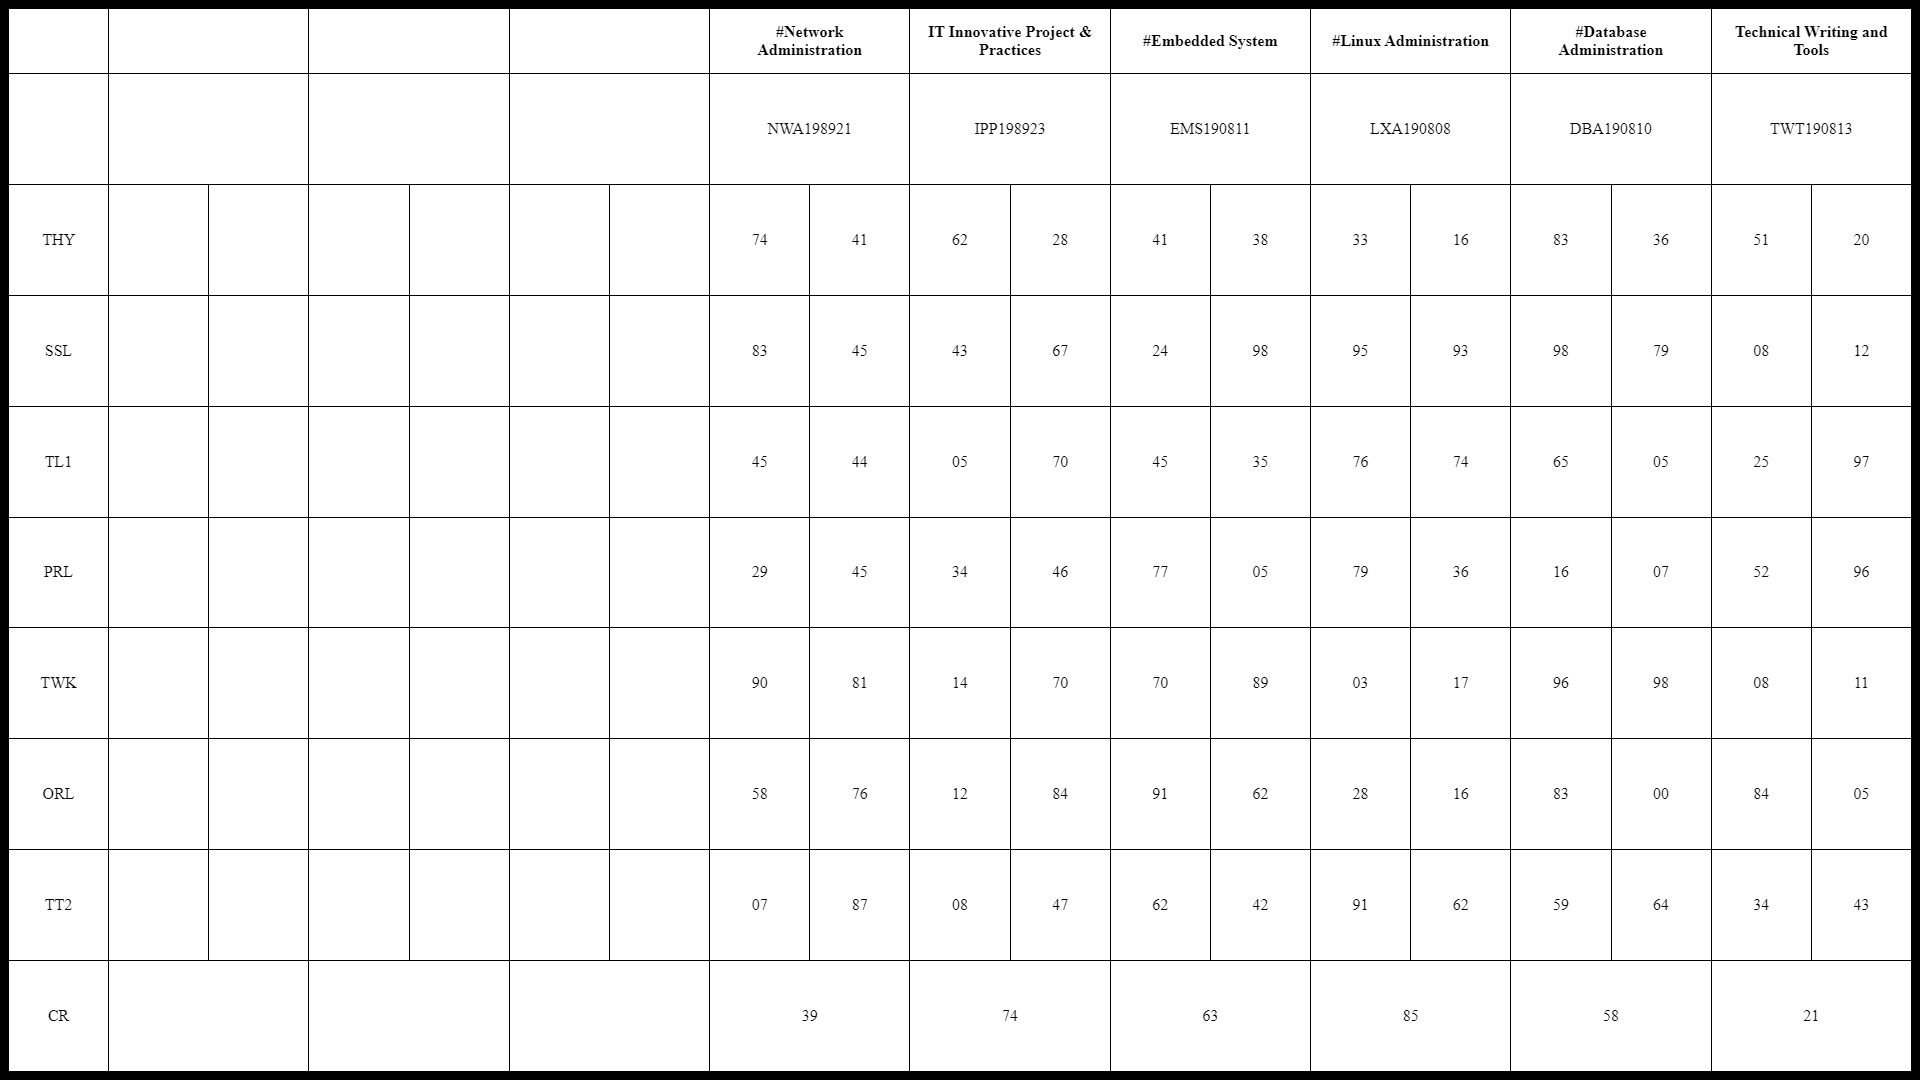 #Network Administration IT Innovative Project & Practices #Embedded System #Linux Administration #Database Administration Technical Writing and Tools
NWA198921 IPP198923 EMS190811 LXA190808 DBA190810 TWT190813
THY 74 41 62 28 41 38 33 16 83 36 51 20
SSL 83 45 43 67 24 98 95 93 98 79 08 12
TL1 45 44 05 70 45 35 76 74 65 05 25 97
PRL 29 45 34 46 77 05 79 36 16 07 52 96
TWK 90 81 14 70 70 89 03 17 96 98 08 11
ORL 58 76 12 84 91 62 28 16 83 00 84 05
TT2 07 87 08 47 62 42 91 62 59 64 34 43
CR 39 74 63 85 58 21